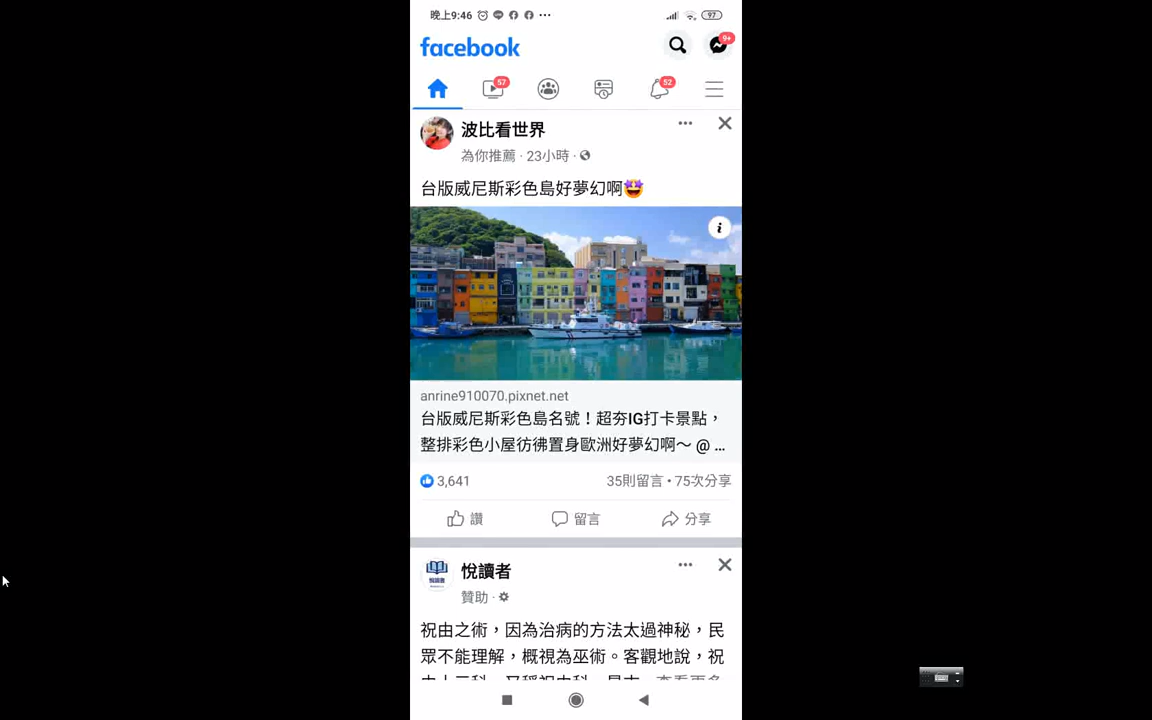 晚上9:46
97
facebook
9+
57
52
波比看世界
為你推薦 · 23小時 ·
台版威尼斯彩色島好夢幻啊🤩
anrine910070.pixnet.net
台版威尼斯彩色島名號！超夯IG打卡景點，
整排彩色小屋彷彿置身歐洲好夢幻啊～ @ ...
3,641
35則留言 • 75次分享
讚
留言
分享
悅讀者
贊助 ·
祝由之術，因為治病的方法太過神秘，民
眾不能理解，概視為巫術。客觀地說，祝